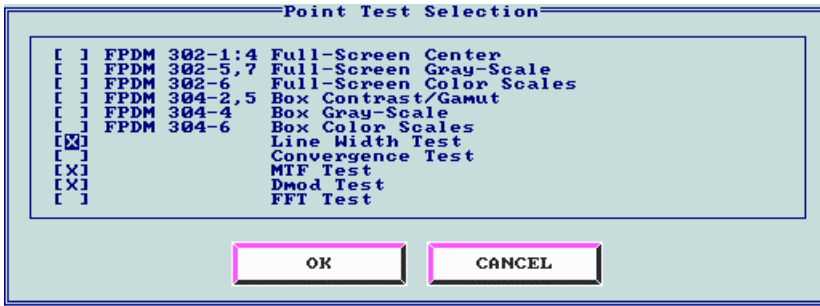 Point Test Selection
[ ] FPDM 302-1:4 Full-Screen Center
[ ] FPDM 302-5,7 Full-Screen Gray-Scale
[ ] FPDM 302-6 Full-Screen Color Scales
[ ] FPDM 304-2,5 Box Contrast/Gamut
[ ] FPDM 304-4 Box Gray-Scale
[ ] FPDM 304-6 Box Color Scales
[X] Line Width Test
[ ] Convergence Test
[X] MTF Test
[X] Dmod Test
[ ] FFT Test
OK CANCEL